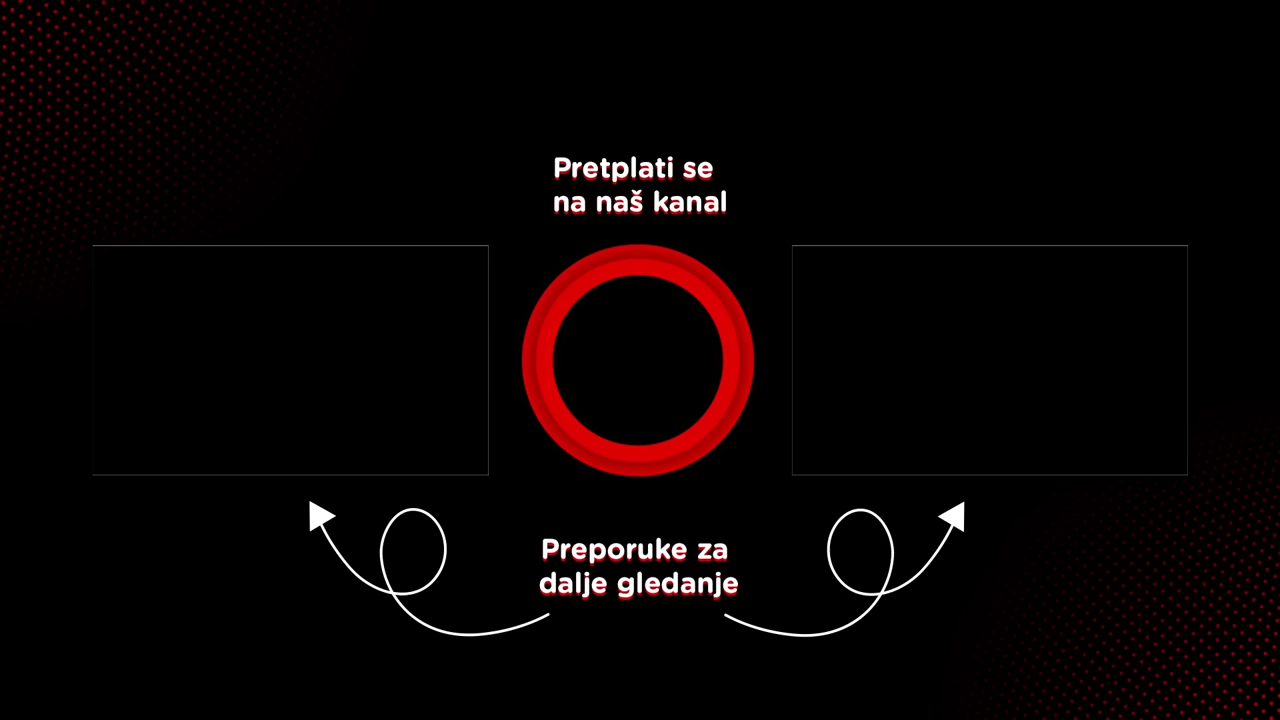 Pretplati se
na naš kanal
Preporuke za
dalje gledanje